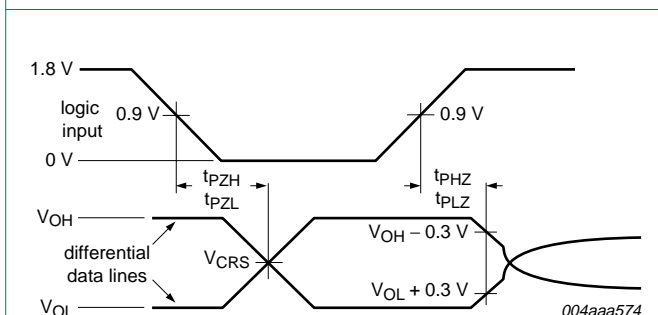 1.8 V
logic
input
0.9 V
0.9 V
0 V
tPZH
tPZL
tPHZ
tPLZ
VOH
VOH – 0.3 V
differential
data lines
VCRS
VOL + 0.3 V
VOL
004aaa574